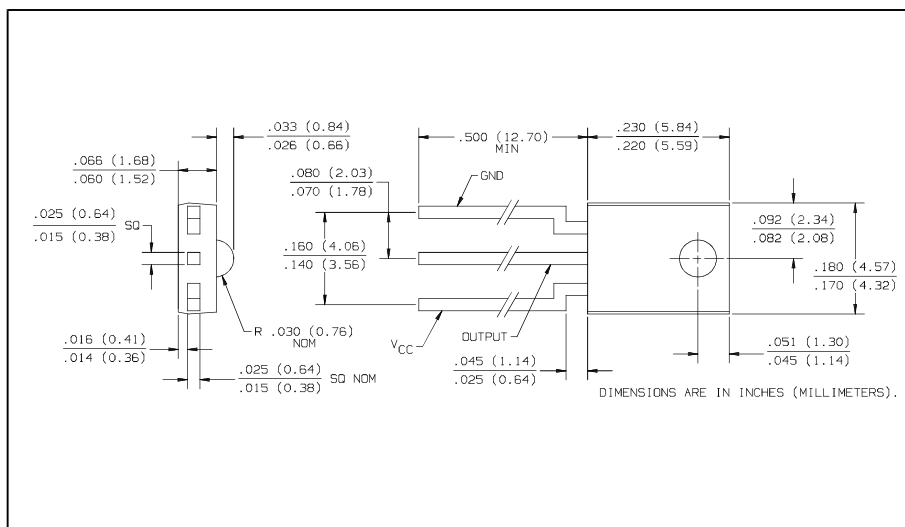 .033 (0.84)
.026 (0.66)
.066 (1.68)
.060 (1.52)
.025 (0.64)
.015 (0.38) SQ
.016 (0.41)
.014 (0.36)
R .030 (0.76)
NOM
.025 (0.64)
.015 (0.38) SQ NOM
.500 (12.70)
MIN
.230 (5.84)
.220 (5.59)
.080 (2.03)
.070 (1.78)
GND
.160 (4.06)
.140 (3.56)
.092 (2.34)
.082 (2.08)
.180 (4.57)
.170 (4.32)
VCC
OUTPUT
.045 (1.14)
.025 (0.64)
.051 (1.30)
.045 (1.14)
DIMENSIONS ARE IN INCHES (MILLIMETERS).